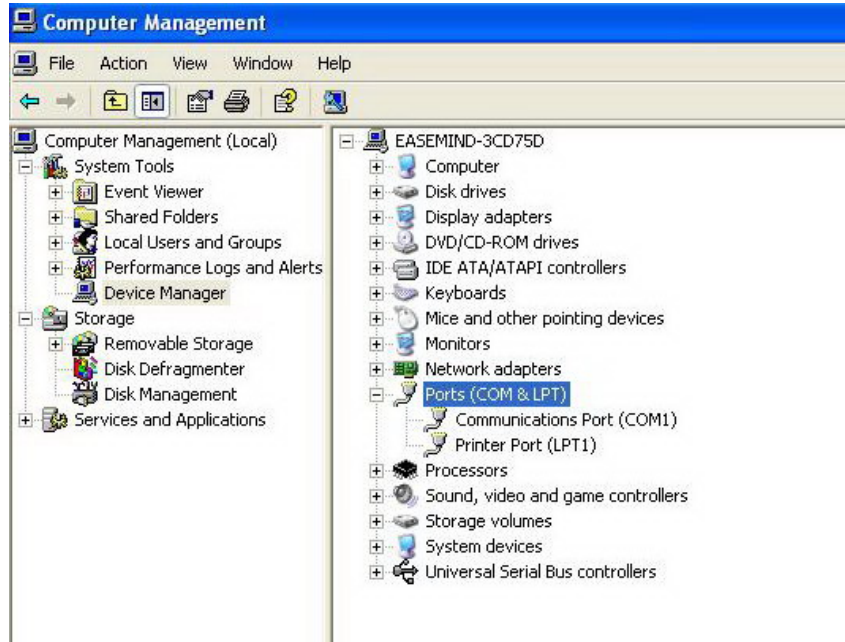 Computer Management
File Action View Window Help
Computer Management (Local)
System Tools
Event Viewer
Shared Folders
Local Users and Groups
Performance Logs and Alerts
Device Manager
Storage
Removable Storage
Disk Defragmenter
Disk Management
Services and Applications
EASEMIND-3CD75D
Computer
Disk drives
Display adapters
DVD/CD-ROM drives
IDE ATA/ATAPI controllers
Keyboards
Mice and other pointing devices
Monitors
Network adapters
Ports (COM & LPT)
Communications Port (COM1)
Printer Port (LPT1)
Processors
Sound, video and game controllers
Storage volumes
System devices
Universal Serial Bus controllers